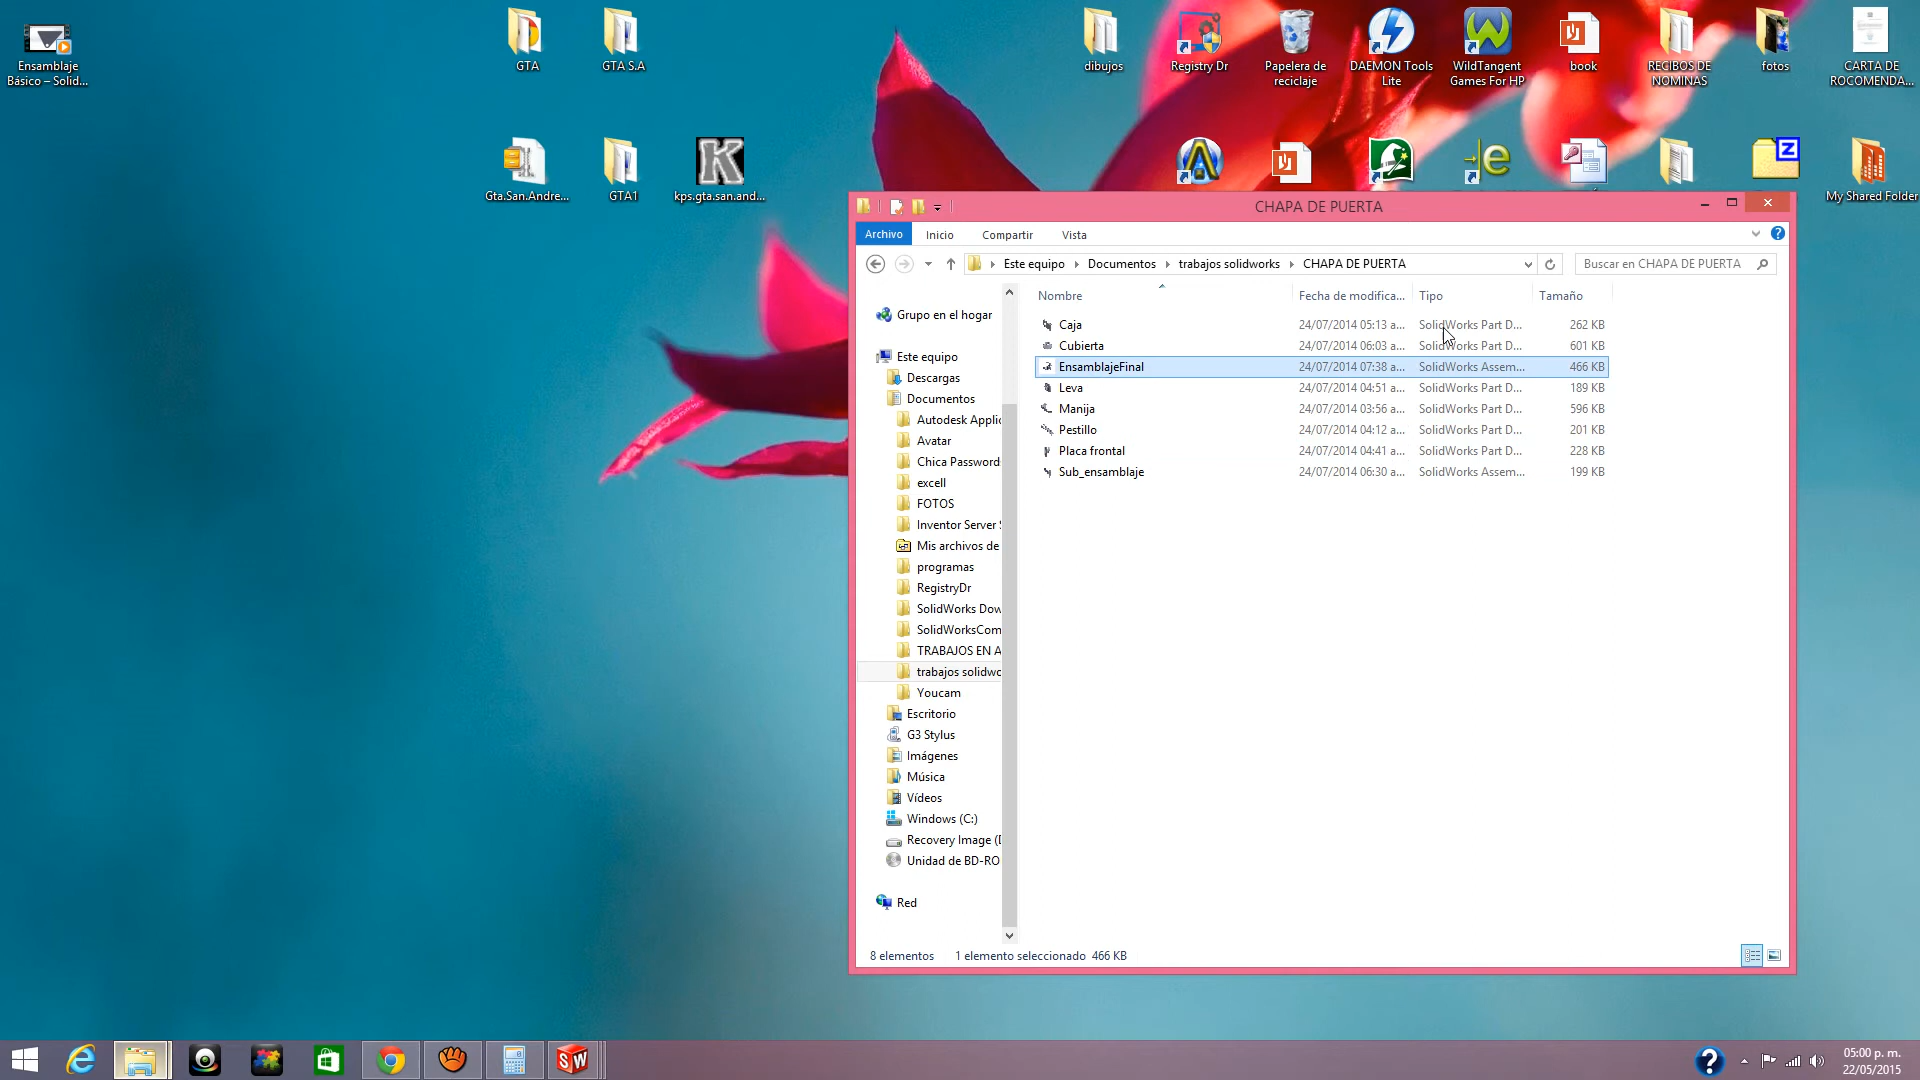 Ensamblaje
Básico – Solid...
GTA
GTA S.A
dibujos
Registry Dr
Papelera de
reciclaje
DAEMON Tools
Lite
WildTangent
Games For HP
book
RECIBOS DE
NOMINAS
fotos
CARTA DE
ROCOMENDA...
Gta.San.Andre...
GTA1
kps.gta.san.and...
My Shared Folder
CHAPA DE PUERTA
Archivo
Inicio
Compartir
Vista
Este equipo
Documentos
trabajos solidworks
CHAPA DE PUERTA
Buscar en CHAPA DE PUERTA
Nombre
Fecha de modifica...
Tipo
Tamaño
Caja 24/07/2014 05:13 a... SolidWorks Part D... 262 KB
Cubierta 24/07/2014 06:03 a... SolidWorks Part D... 601 KB
EnsamblajeFinal 24/07/2014 07:38 a... SolidWorks Assem... 466 KB
Leva 24/07/2014 04:51 a... SolidWorks Part D... 189 KB
Manija 24/07/2014 03:56 a... SolidWorks Part D... 596 KB
Pestillo 24/07/2014 04:12 a... SolidWorks Part D... 201 KB
Placa frontal 24/07/2014 04:41 a... SolidWorks Part D... 228 KB
Sub_ensamblaje 24/07/2014 06:30 a... SolidWorks Assem... 199 KB
Grupo en el hogar
Este equipo
Descargas
Documentos
Autodesk Applic
Avatar
Chica Password
excell
FOTOS
Inventor Server
Mis archivos de
programas
RegistryDr
SolidWorks Dow
SolidWorksCom
TRABAJOS EN A
trabajos solidwo
Youcam
Escritorio
G3 Stylus
Imágenes
Música
Vídeos
Windows (C:)
Recovery Image (
Unidad de BD-RO
Red
8 elementos
1 elemento seleccionado 466 KB
05:00 p. m.
22/05/2015